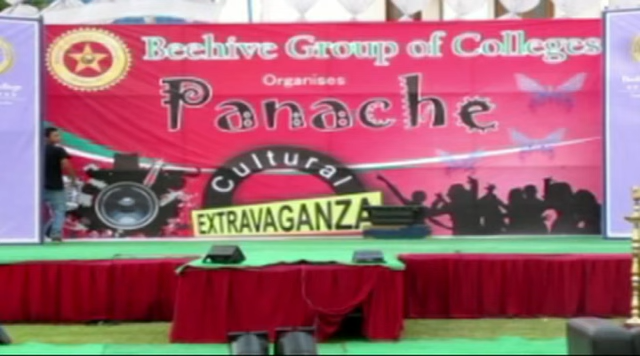 Beehive Group of Colleges
Organises
Panache
Cultural
EXTRAVAGANZA